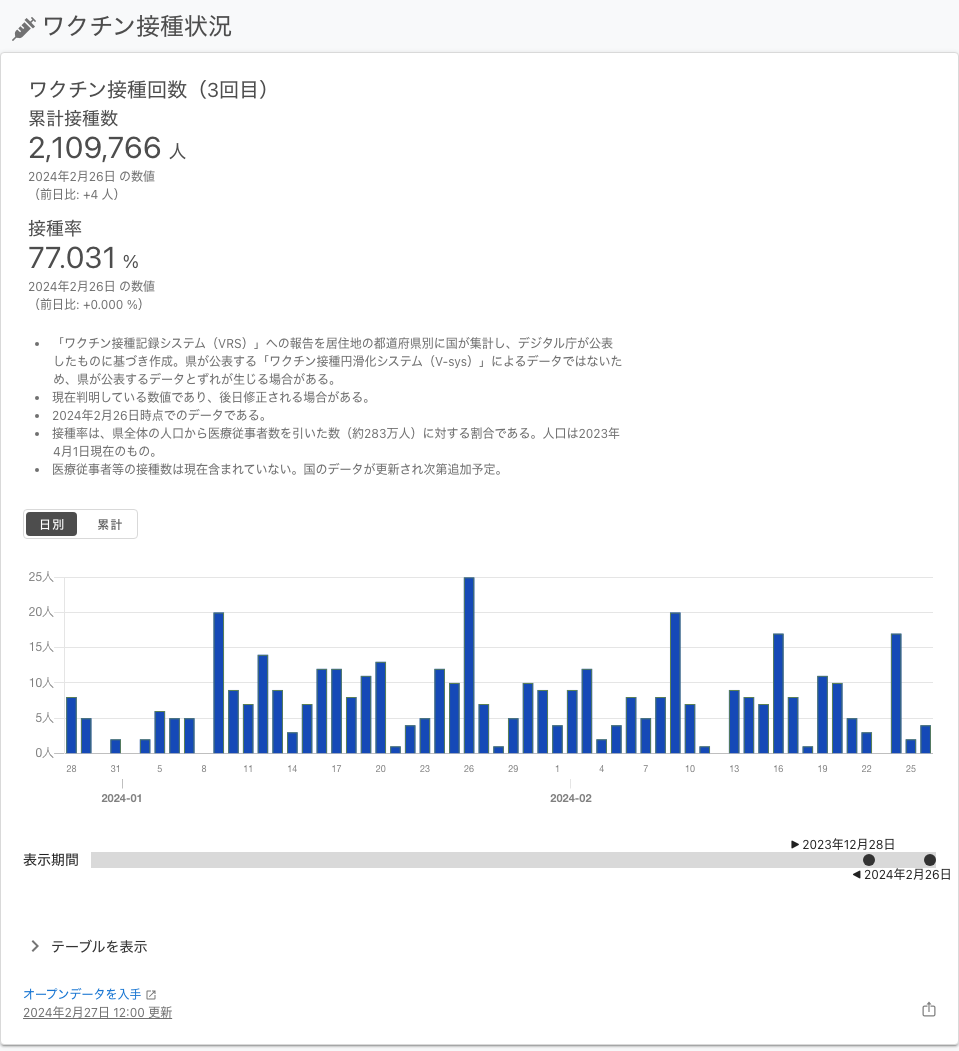 ワクチン接種状況
ワクチン接種回数（3回目）
累計接種数
2,109,766 人
2024年2月26日 の数値
（前日比: +4 人）
接種率
77.031 %
2024年2月26日 の数値
（前日比: +0.000 %）
• 「ワクチン接種記録システム（VRS）」への報告を居住地の都道府県別に国が集計し、デジタル庁が公表
したものに基づき作成。県が公表する「ワクチン接種円滑化システム（V-sys）」によるデータではないた
め、県が公表するデータとずれが生じる場合がある。
• 現在判明している数値であり、後日修正される場合がある。
• 2024年2月26日時点でのデータである。
• 接種率は、県全体の人口から医療従事者数を引いた数（約283万人）に対する割合である。人口は2023年
4月1日現在のもの。
• 医療従事者等の接種数は現在含まれていない。国のデータが更新され次第追加予定。
日別 累計
25人
20人
15人
10人
5人
0人
28 31 5 8 11 14 17 20 23 26 29 1 4 7 10 13 16 19 22 25
2024-01 2024-02
2023年12月28日
表示期間
2024年2月26日
テーブルを表示
オープンデータを入手
2024年2月27日 12:00 更新